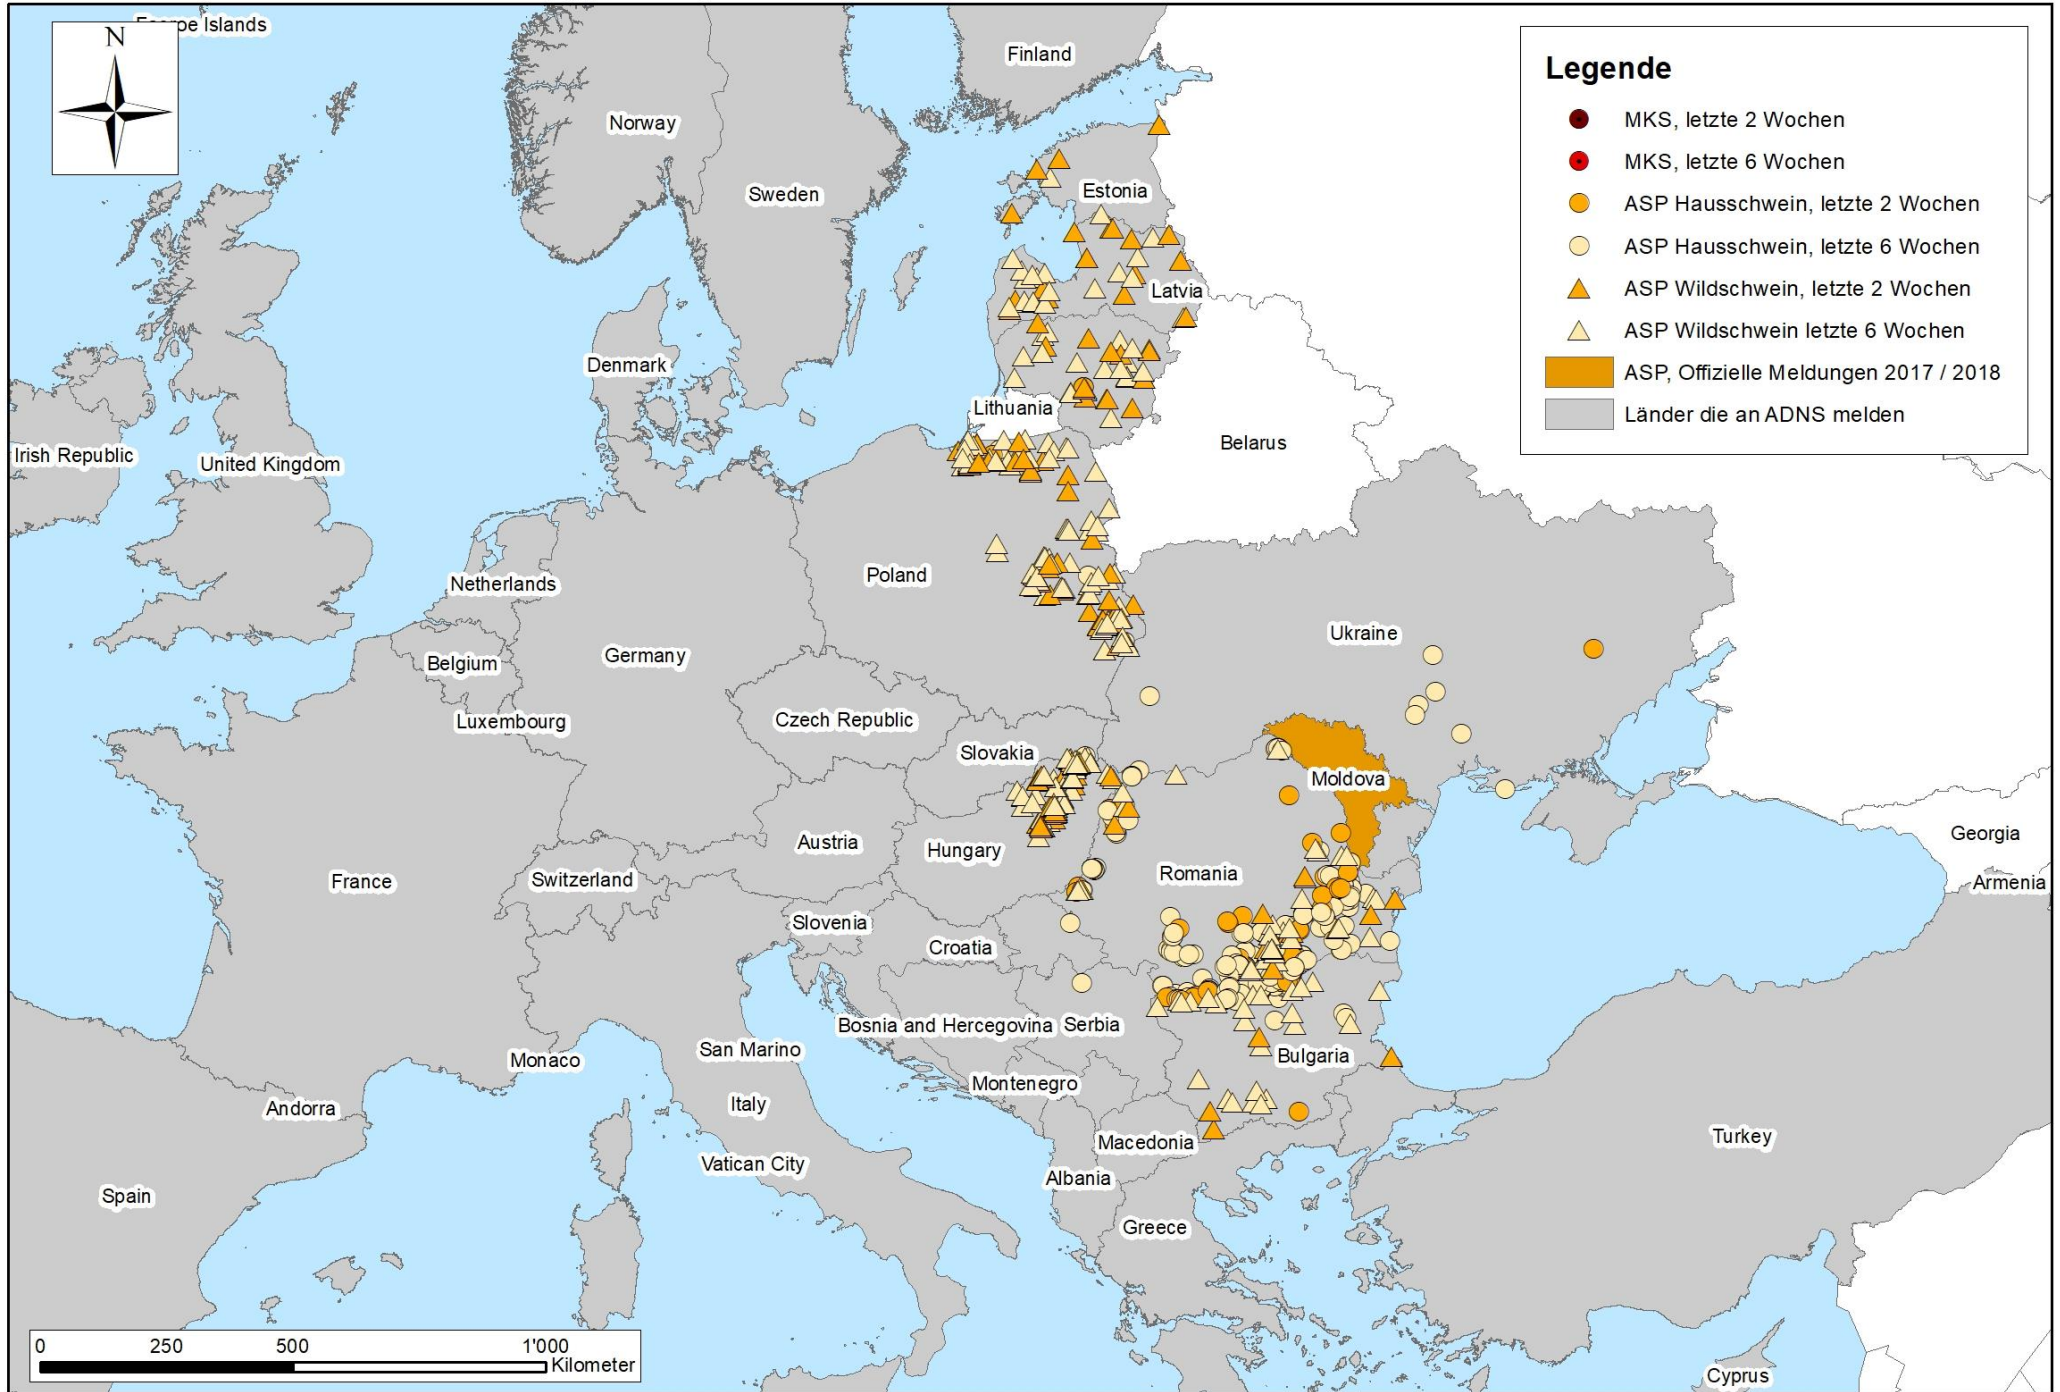 Faeroe Islands
N
Finland
Norway
Sweden
Estonia
Latvia
Denmark
Lithuania
Belarus
Irish Republic
United Kingdom
Netherlands
Poland
Ukraine
Germany
Belgium
Luxembourg
Czech Republic
Slovakia
Moldova
Austria
Hungary
Georgia
France
Switzerland
Romania
Armenia
Slovenia
Croatia
Bosnia and Hercegovina
Serbia
San Marino
Monaco
Bulgaria
Montenegro
Andorra
Italy
Macedonia
Turkey
Vatican City
Albania
Spain
Greece
Cyprus
Legende
MKS, letzte 2 Wochen
MKS, letzte 6 Wochen
ASP Hausschwein, letzte 2 Wochen
ASP Hausschwein, letzte 6 Wochen
ASP Wildschwein, letzte 2 Wochen
ASP Wildschwein letzte 6 Wochen
ASP, Offizielle Meldungen 2017 / 2018
Länder die an ADNS melden
0 250 500 1'000
Kilometer